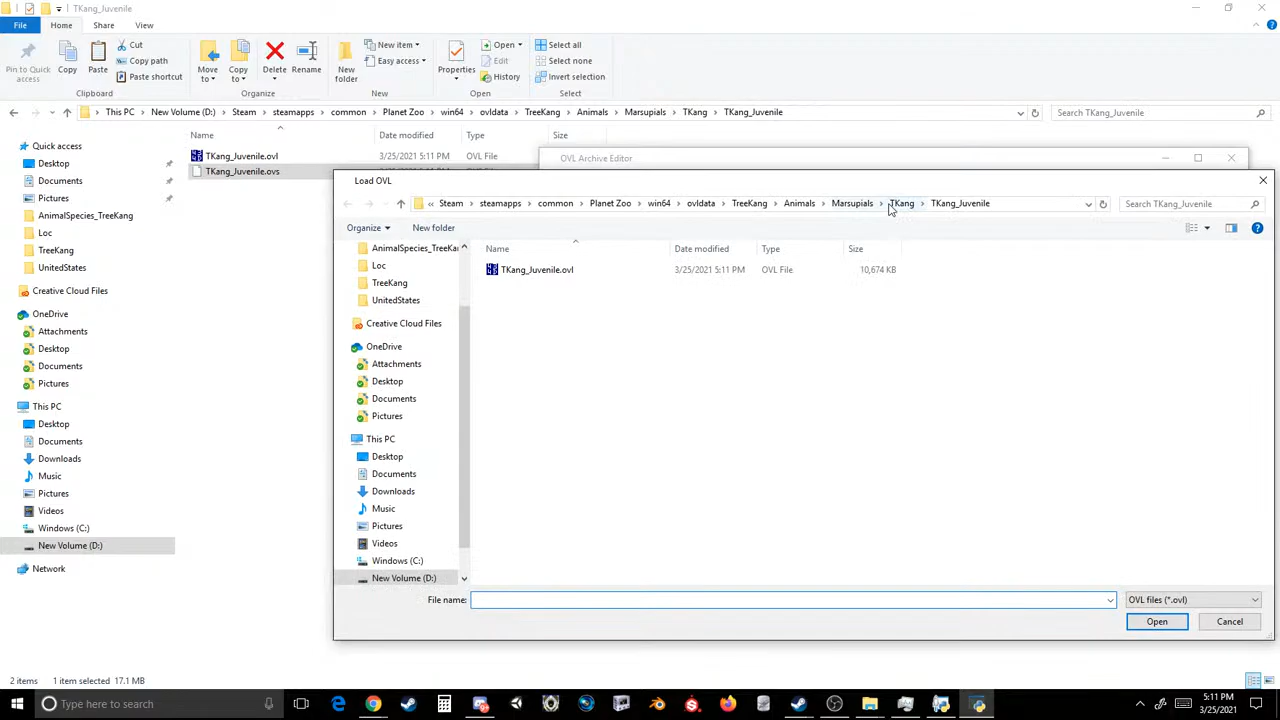 TKang_Juvenile
File
Home
Share
View
Pin to Quick access
Copy
Paste
Cut
Copy path
Paste shortcut
Move to
Copy to
Delete
Rename
New folder
New item
Easy access
Properties
Open
Edit
History
Select all
Select none
Invert selection
Clipboard
Organize
New
Open
Select
This PC
New Volume (D:)
Steam
steamapps
common
Planet Zoo
win64
ovldata
TreeKang
Animals
Marsupials
TKang
TKang_Juvenile
Search TKang_Juvenile
Name
Date modified
Type
Size
TKang_Juvenile.ovl
3/25/2021 5:11 PM
OVL File
TKang_Juvenile.ovs
Quick access
Desktop
Documents
Pictures
AnimalSpecies_TreeKang
Loc
TreeKang
UnitedStates
Creative Cloud Files
OneDrive
Attachments
Desktop
Documents
Pictures
This PC
Desktop
Documents
Downloads
Music
Pictures
Videos
Windows (C:)
New Volume (D:)
Network
2 items
1 item selected 17.1 MB
OVL Archive Editor
Load OVL
« Steam
steamapps
common
Planet Zoo
win64
ovldata
TreeKang
Animals
Marsupials
TKang
TKang_Juvenile
Search TKang_Juvenile
Organize
New folder
Name
Date modified
Type
Size
TKang_Juvenile.ovl
3/25/2021 5:11 PM
OVL File
10,674 KB
AnimalSpecies_TreeKa
Loc
TreeKang
UnitedStates
Creative Cloud Files
OneDrive
Attachments
Desktop
Documents
Pictures
This PC
Desktop
Documents
Downloads
Music
Pictures
Videos
Windows (C:)
New Volume (D:)
File name:
OVL files (*.ovl)
Open
Cancel
Type here to search
5:11 PM
3/25/2021